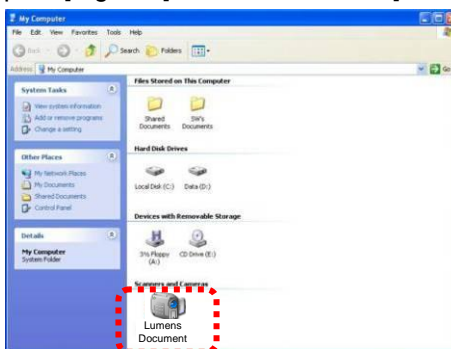 My Computer
File Edit View Favorites Tools Help
Back Search Folders
Address My Computer Go
System Tasks
View system information
Add or remove programs
Change a setting
Other Places
My Network Places
My Documents
Shared Documents
Control Panel
Details
My Computer
System Folder
Files Stored on This Computer
Shared Documents
SW's Documents
Hard Disk Drives
Local Disk (C:) Data (D:)
Devices with Removable Storage
3½ Floppy (A:)
CD Drive (E:)
Scanners and Cameras
Lumens
Document